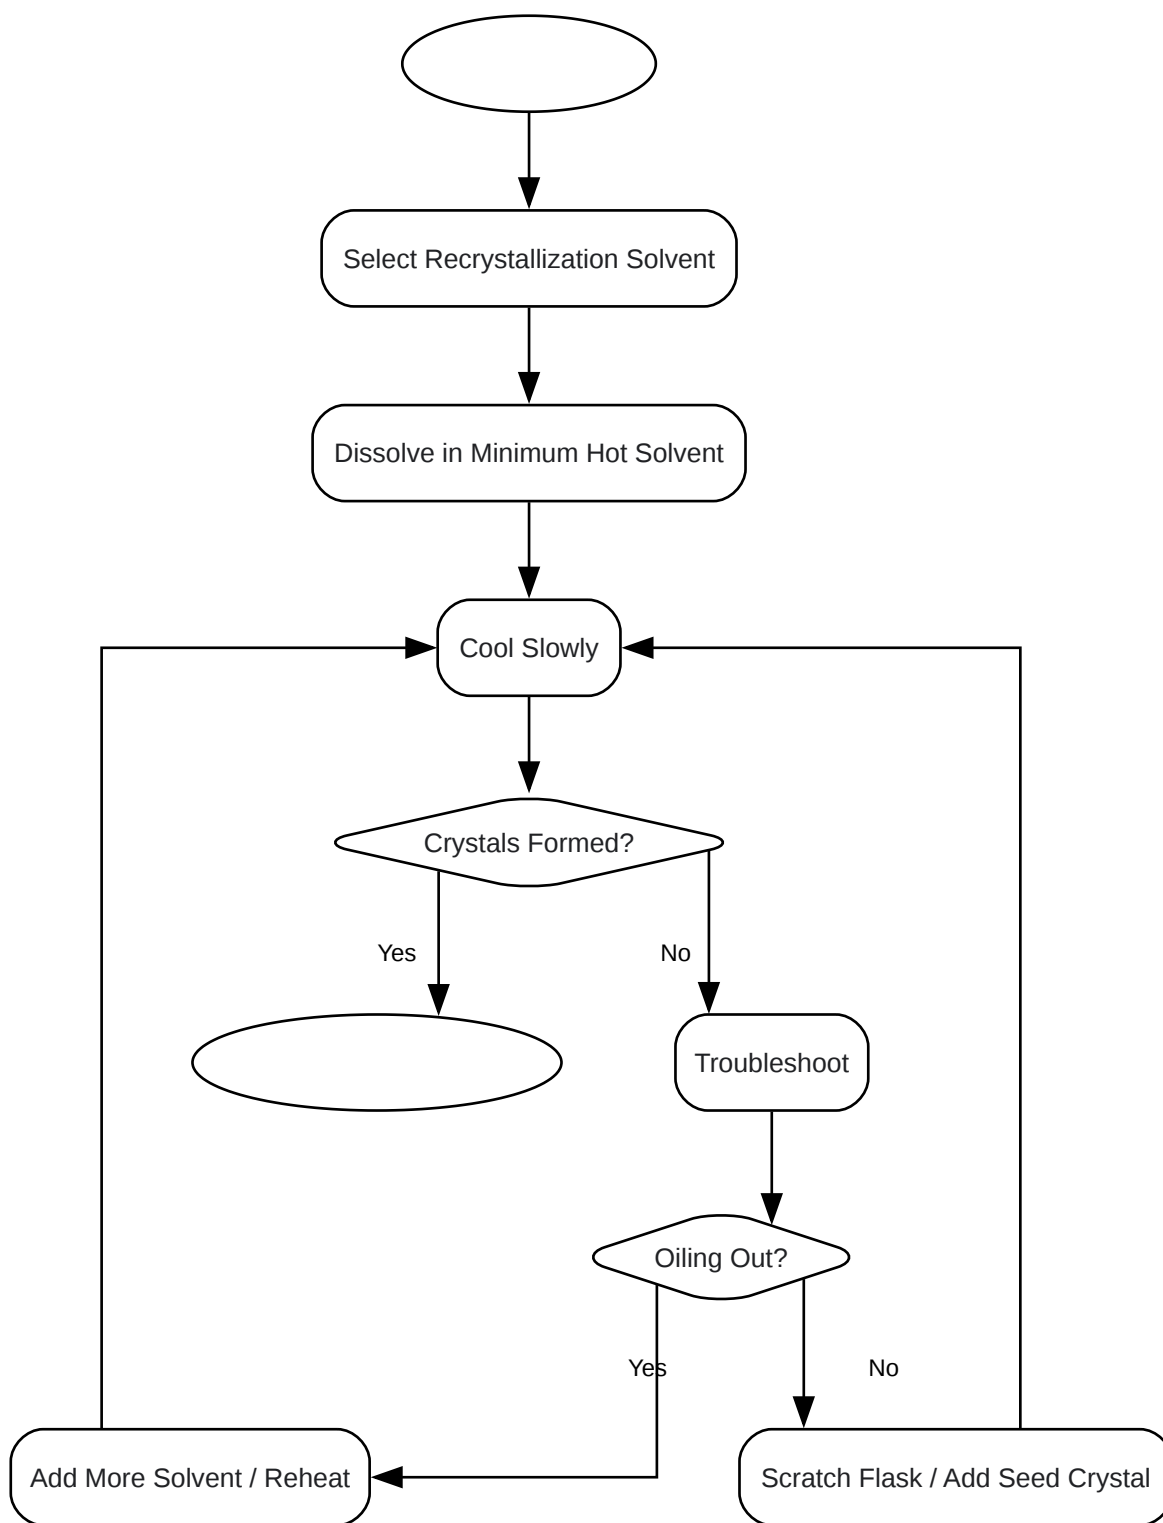 Select Recrystallization Solvent
Dissolve in Minimum Hot Solvent
Cool Slowly
Crystals Formed?
Yes
No
Troubleshoot
Oiling Out?
Yes
No
Add More Solvent / Reheat
Scratch Flask / Add Seed Crystal